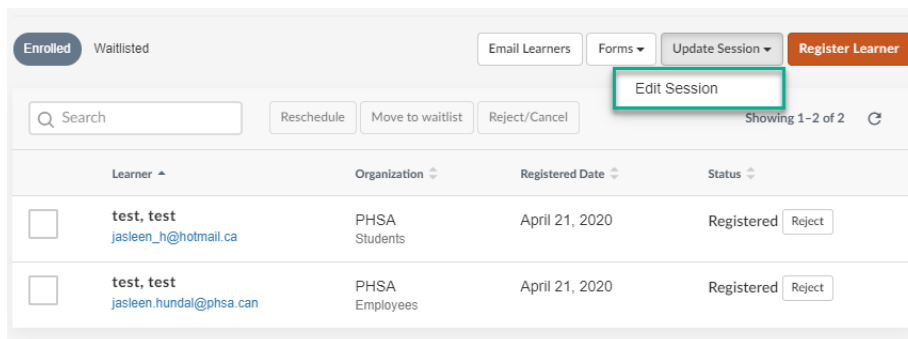 Enrolled Waitlisted Email Learners Forms Update Session Register Learner
Edit Session
Search Reschedule Move to waitlist Reject/Cancel Showing 1–2 of 2
Learner Organization Registered Date Status
test, test PHSA April 21, 2020 Registered Reject
jasleen_h@hotmail.ca Students
test, test PHSA April 21, 2020 Registered Reject
jasleen.hundal@phsa.can Employees